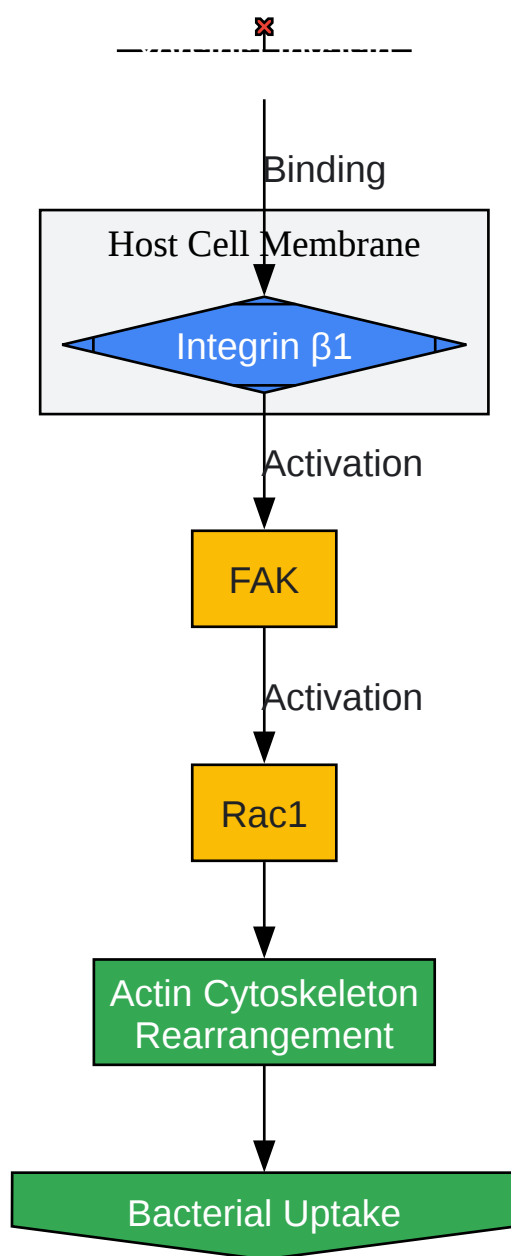 Binding
Host Cell Membrane
Integrin β1
Activation
FAK
Activation
Rac1
Actin Cytoskeleton
Rearrangement
Bacterial Uptake